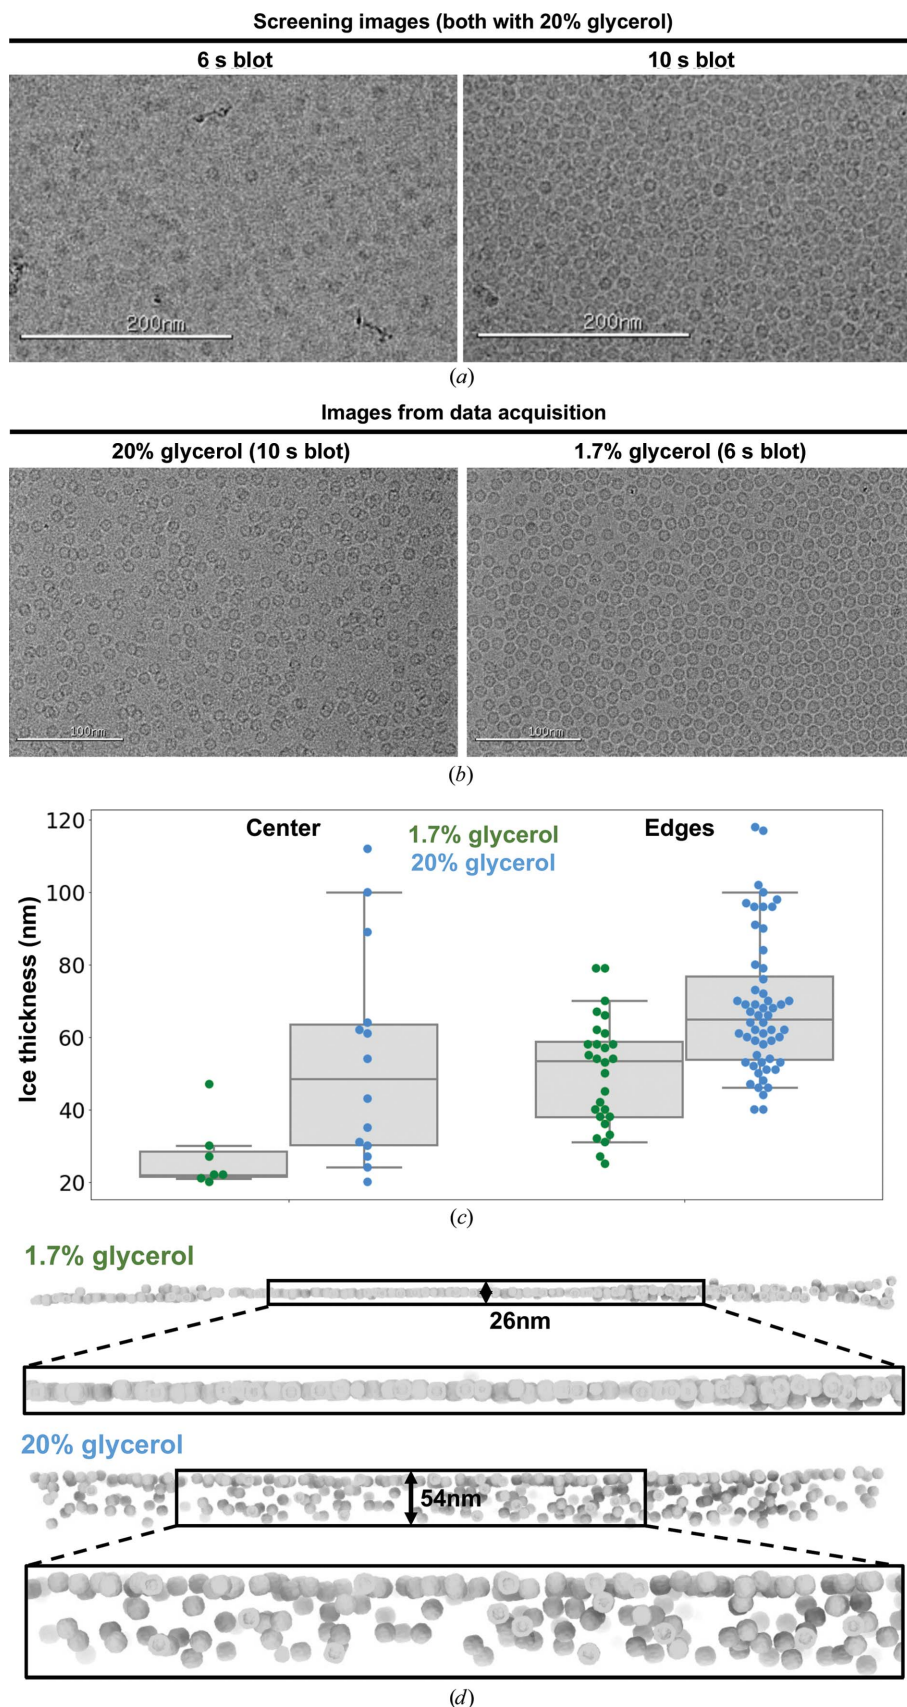 Screening images (both with 20% glycerol)
6 s blot
10 s blot
200nm
200nm
(a)
Images from data acquisition
20% glycerol (10 s blot)
1.7% glycerol (6 s blot)
100nm
100nm
(b)
Center
Edges
1.7% glycerol
20% glycerol
Ice thickness (nm)
120
100
80
60
40
20
(c)
1.7% glycerol
26nm
20% glycerol
54nm
(d)